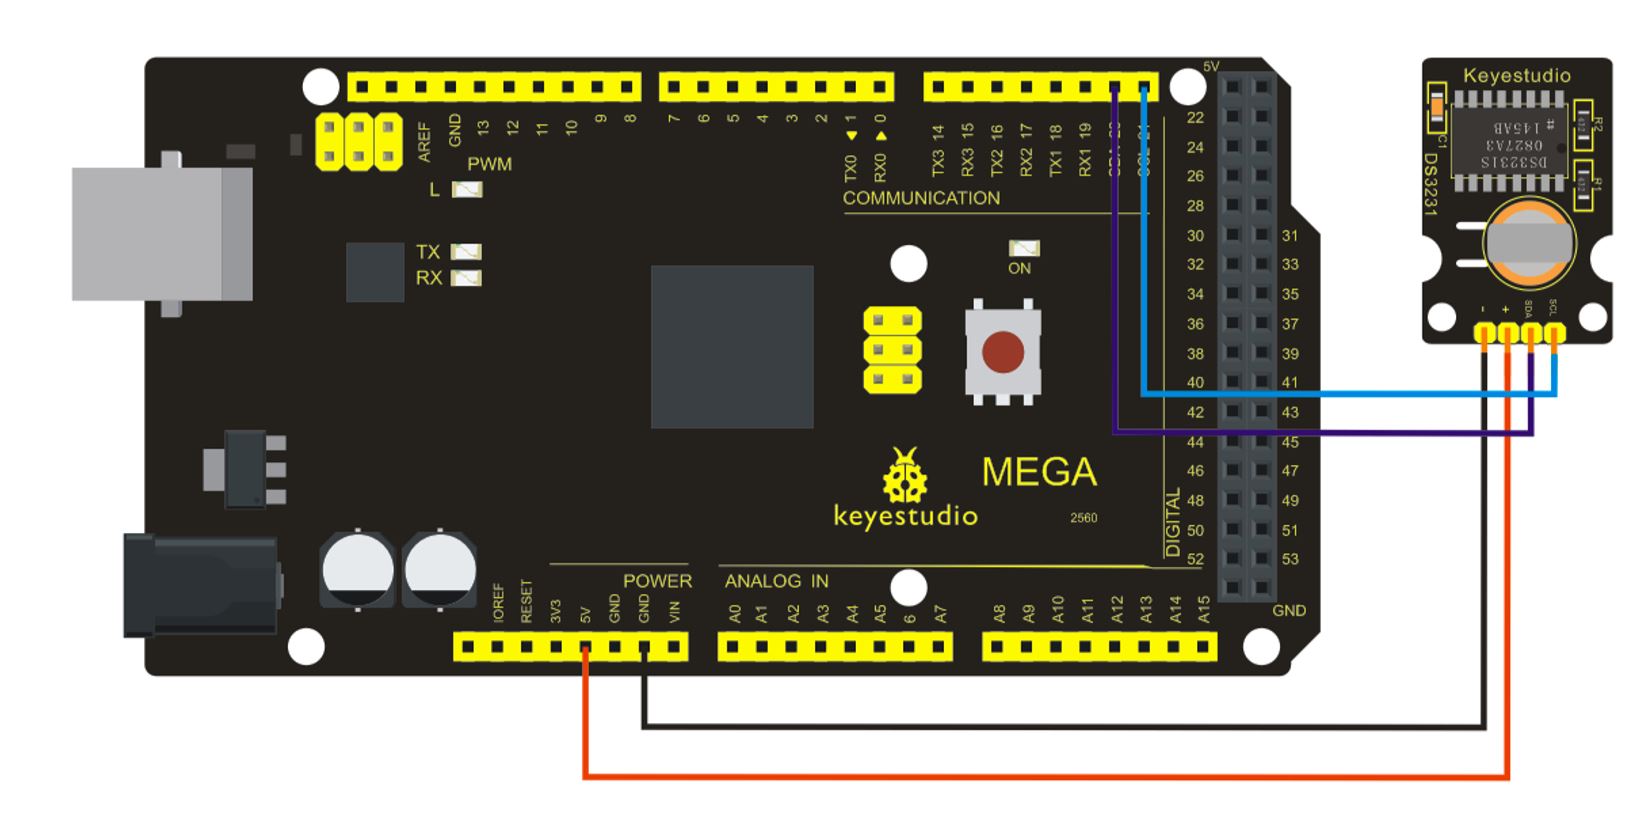 5V
AREF
GND
13
12
11
10
9
8
7
6
5
4
3
2
TX0 ◄ 1
RX0 ► 0
TX3 14
RX3 15
TX2 16
RX2 17
TX1 18
RX1 19
SDA 20
SCL 21
PWM
L
TX
RX
COMMUNICATION
ON
22
24
26
28
30
32
34
36
38
40
42
44
46
48
50
52
31
33
35
37
39
41
43
45
47
49
51
53
GND
DIGITAL
MEGA
2560
keyestudio
POWER
ANALOG IN
IOREF
RESET
3V3
5V
GND
GND
VIN
A0
A1
A2
A3
A4
A5
6
A7
A8
A9
A10
A11
A12
A13
A14
A15
Keyestudio
C1
R2
R1
DS3231
DS3231S
0827A3
145AB
#
432
432
-
+
SDA
SCL